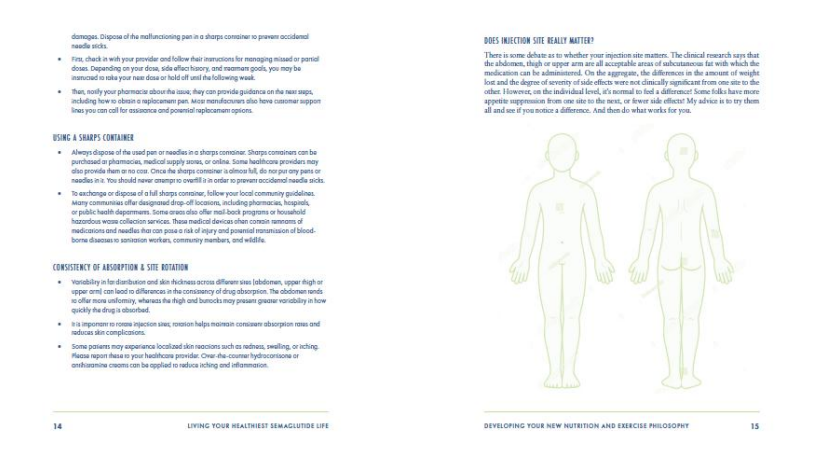 damages. Dispose of the malfunctioning pen in a sharps container to prevent accidental
needle sticks.
• First, check in with your provider and follow their instructions for managing missed or partial
doses. Depending on your dose, side effect history, and treatment goals, you may be
instructed to take your next dose or hold off until the following week.
• Then, notify your pharmacist about the issue; they can provide guidance on the next steps,
including how to obtain a replacement pen. Most manufacturers also have customer support
lines you can call for assistance and potential replacement options.
USING A SHARPS CONTAINER
• Always dispose of the used pen or needles in a sharps container. Sharps containers can be
purchased at pharmacies, medical supply stores, or online. Some healthcare providers may
also provide them at no cost. Once the sharps container is almost full, do not put any pens or
needles in it. You should never attempt to overfill it in order to prevent accidental needle sticks.
• To exchange or dispose of a full sharps container, follow your local community guidelines.
Many communities offer designated drop-off locations, including pharmacies, hospitals,
or public health departments. Some areas also offer mail-back programs or household
hazardous waste collection services. These medical devices often contain remnants of
medications and needles that can pose a risk of injury and potential transmission of blood-
borne diseases to sanitation workers, community members, and wildlife.
CONSISTENCY OF ABSORPTION & SITE ROTATION
• Variability in fat distribution and skin thickness across different sites (abdomen, upper thigh or
upper arm) can lead to differences in the consistency of drug absorption. The abdomen tends
to offer more uniformity, whereas the thigh and buttocks may present greater variability in how
quickly the drug is absorbed.
• It is important to rotate injection sites; rotation helps maintain consistent absorption rates and
reduces skin complications.
• Some patients may experience localized skin reactions such as redness, swelling, or itching.
Please report these to your healthcare provider. Over-the-counter hydrocortisone or
antihistamine creams can be applied to reduce itching and inflammation.
14 LIVING YOUR HEALTHIEST SEMAGLUTIDE LIFE
DOES INJECTION SITE REALLY MATTER?
There is some debate as to whether your injection site matters. The clinical research says that
the abdomen, thigh or upper arm are all acceptable areas of subcutaneous fat with which the
medication can be administered. On the aggregate, the differences in the amount of weight
lost and the degree of severity of side effects were not clinically significant from one site to the
other. However, on the individual level, it's normal to feel a difference! Some folks have more
appetite suppression from one site to the next, or fewer side effects! My advice is to try them
all and see if you notice a difference. And then do what works for you.
DEVELOPING YOUR NEW NUTRITION AND EXERCISE PHILOSOPHY 15